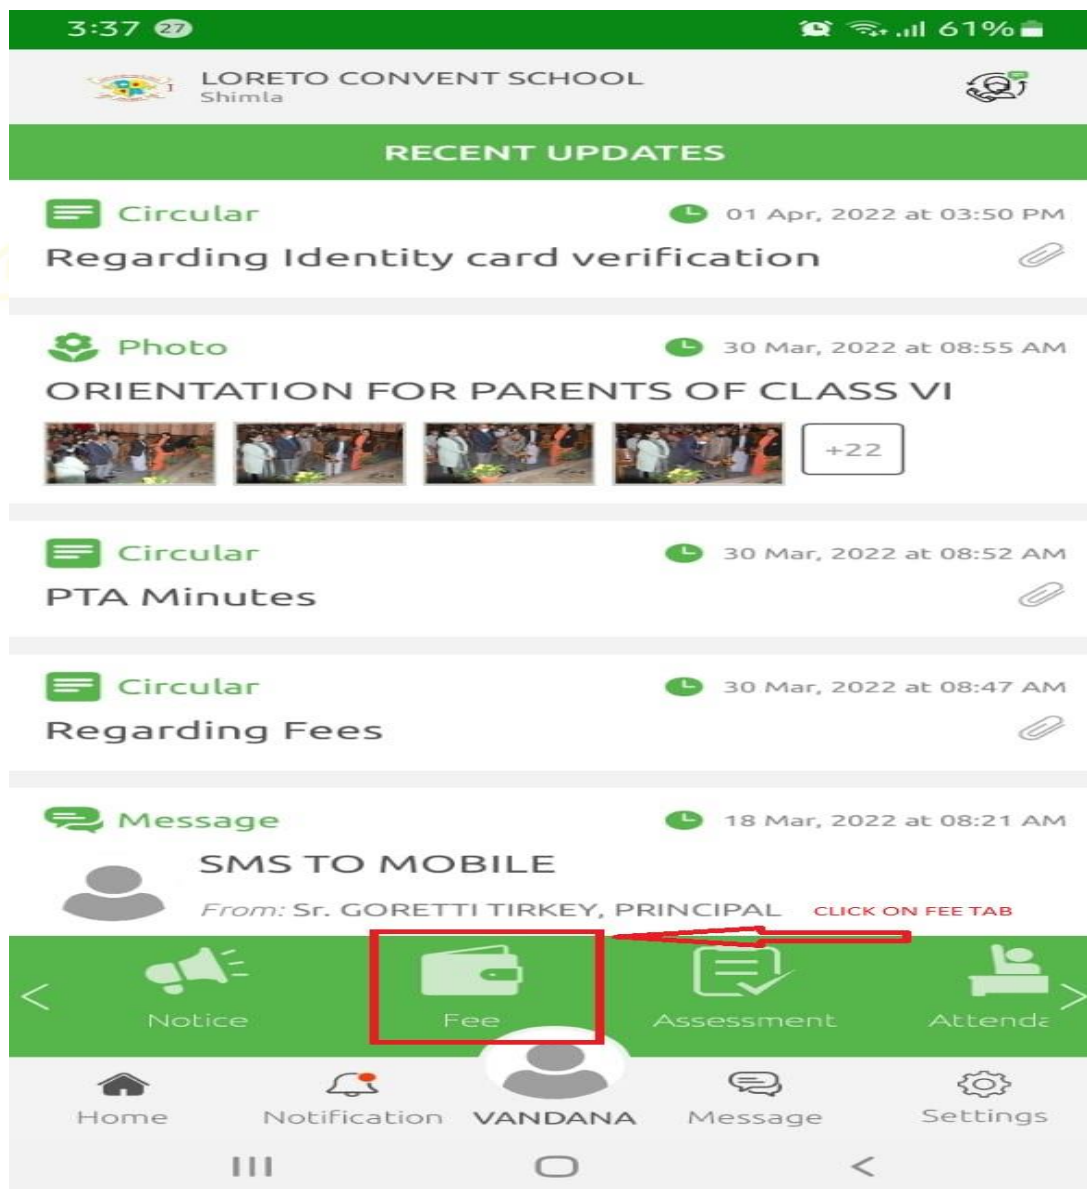 3:37 27 61%
LORETO CONVENT SCHOOL
Shimla
RECENT UPDATES
Circular 01 Apr, 2022 at 03:50 PM
Regarding Identity card verification
Photo 30 Mar, 2022 at 08:55 AM
ORIENTATION FOR PARENTS OF CLASS VI
+22
Circular 30 Mar, 2022 at 08:52 AM
PTA Minutes
Circular 30 Mar, 2022 at 08:47 AM
Regarding Fees
Message 18 Mar, 2022 at 08:21 AM
SMS TO MOBILE
From: Sr. GORETTI TIRKEY, PRINCIPAL CLICK ON FEE TAB
Notice Fee Assessment Attenda
Home Notification VANDANA Message Settings